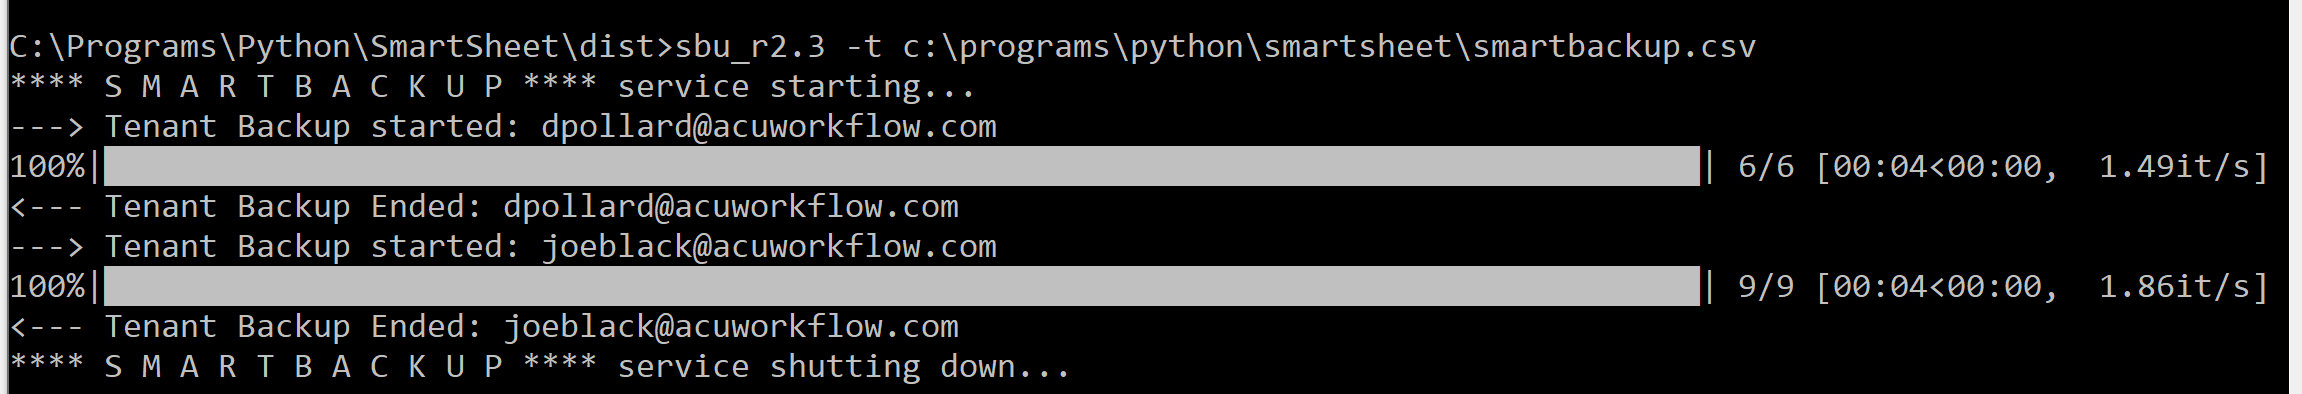 C:\Programs\Python\SmartSheet\dist>sbu_r2.3 -t c:\programs\python\smartsheet\smartbackup.csv
**** S M A R T B A C K U P **** service starting...
---> Tenant Backup started: dpollard@acuworkflow.com
100%|██████████| 6/6 [00:04<00:00,  1.49it/s]
<--- Tenant Backup Ended: dpollard@acuworkflow.com
---> Tenant Backup started: joeblack@acuworkflow.com
100%|██████████| 9/9 [00:04<00:00,  1.86it/s]
<--- Tenant Backup Ended: joeblack@acuworkflow.com
**** S M A R T B A C K U P **** service shutting down...